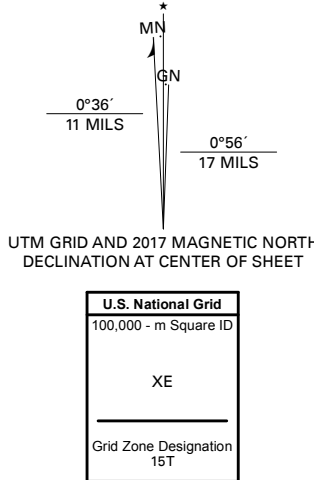 MN
GN
0°36´
11 MILS
0°56´
17 MILS
UTM GRID AND 2017 MAGNETIC NORTH
DECLINATION AT CENTER OF SHEET
U.S. National Grid
100,000 - m Square ID
XE
Grid Zone Designation
15T